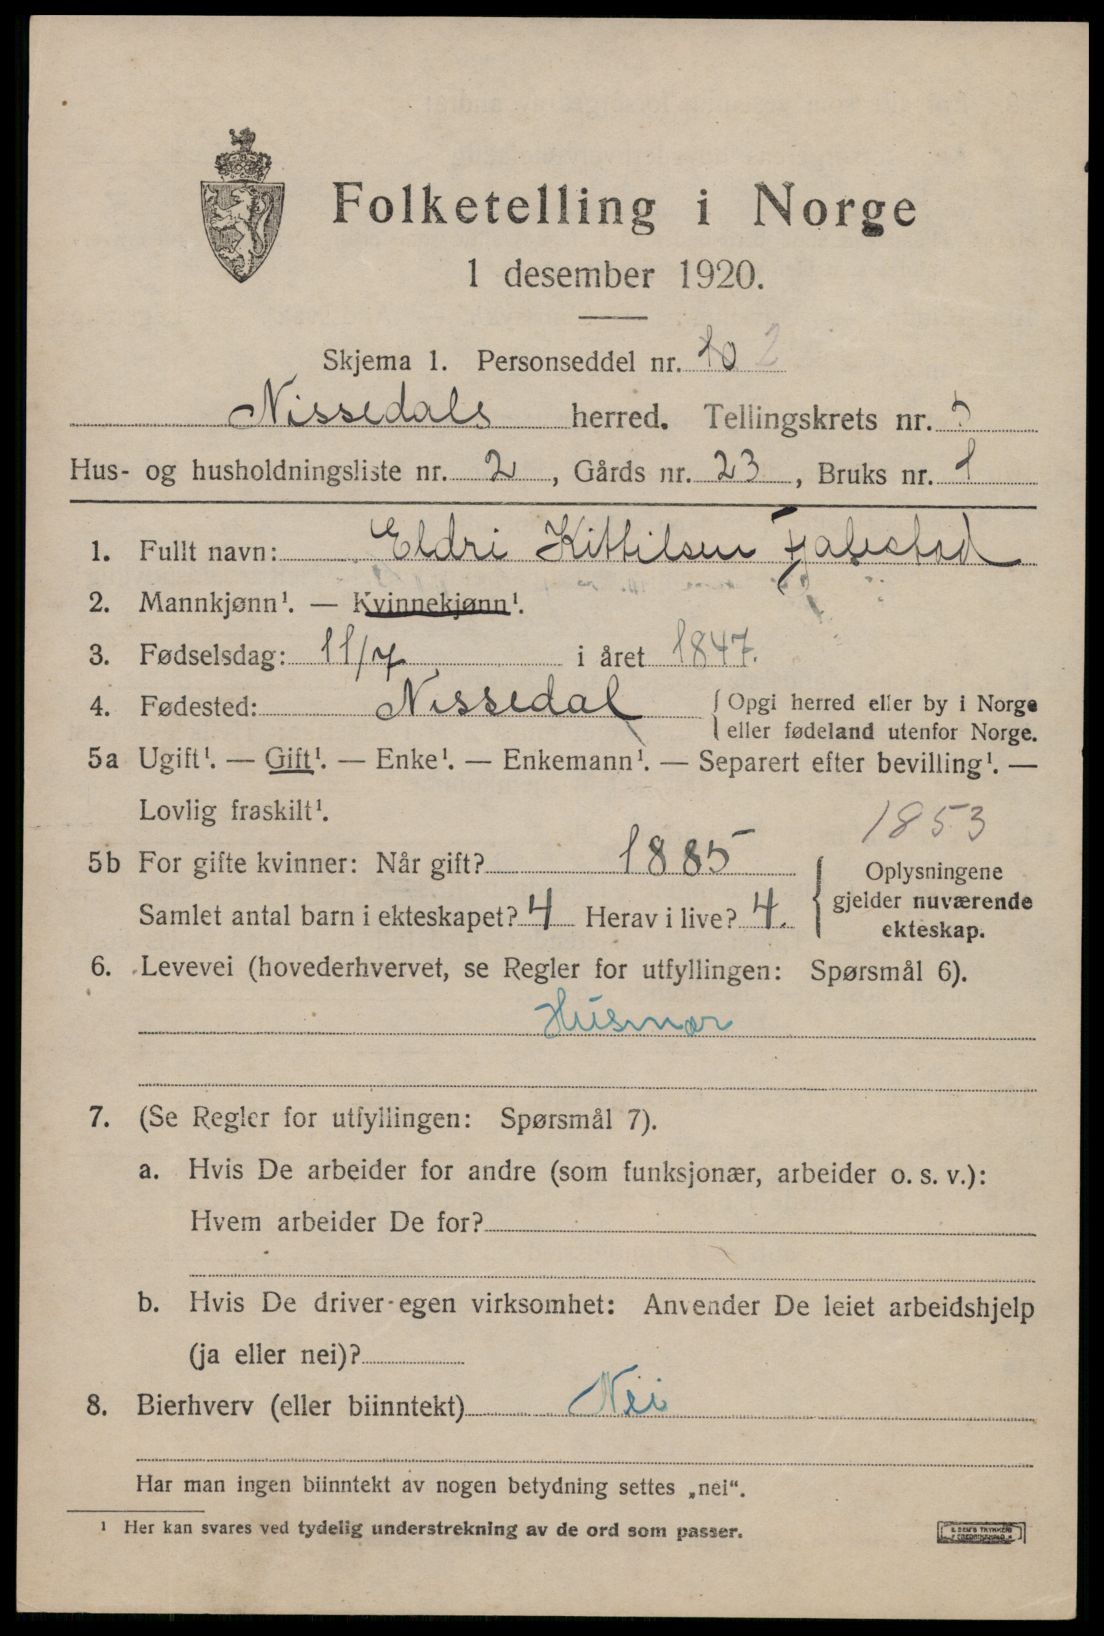 Folketelling i Norge
1 desember 1920.
Skjema 1. Personseddel nr. 10 2
Nissedals herred. Tellingskrets nr. 5
Hus- og husholdningsliste nr. 2, Gårds nr. 23, Bruks nr. 1
1. Fullt navn: Eldri Kittilsen Fjalestad
2. Mannkjønn¹. — Kvinnekjønn¹.
3. Fødselsdag: 11/7 i året 1847.
4. Fødested: Nissedal { Opgi herred eller by i Norge
eller fødeland utenfor Norge.
5a Ugift¹. — Gift¹. — Enke¹. — Enkemann¹. — Separert efter bevilling¹. —
Lovlig fraskilt¹.
1853
5b For gifte kvinner: Når gift? 1885
Samlet antal barn i ekteskapet? 4 Herav i live? 4.
Oplysningene
gjelder nuværende
ekteskap.
6. Levevei (hovederhvervet, se Regler for utfyllingen: Spørsmål 6).
Husmor
7. (Se Regler for utfyllingen: Spørsmål 7).
a. Hvis De arbeider for andre (som funksjonær, arbeider o. s. v.):
Hvem arbeider De for?
b. Hvis De driver egen virksomhet: Anvender De leiet arbeidshjelp
(ja eller nei)?
8. Bierhverv (eller biinntekt) Nei
Har man ingen biinntekt av nogen betydning settes „nei“.
¹ Her kan svares ved tydelig understrekning av de ord som passer.